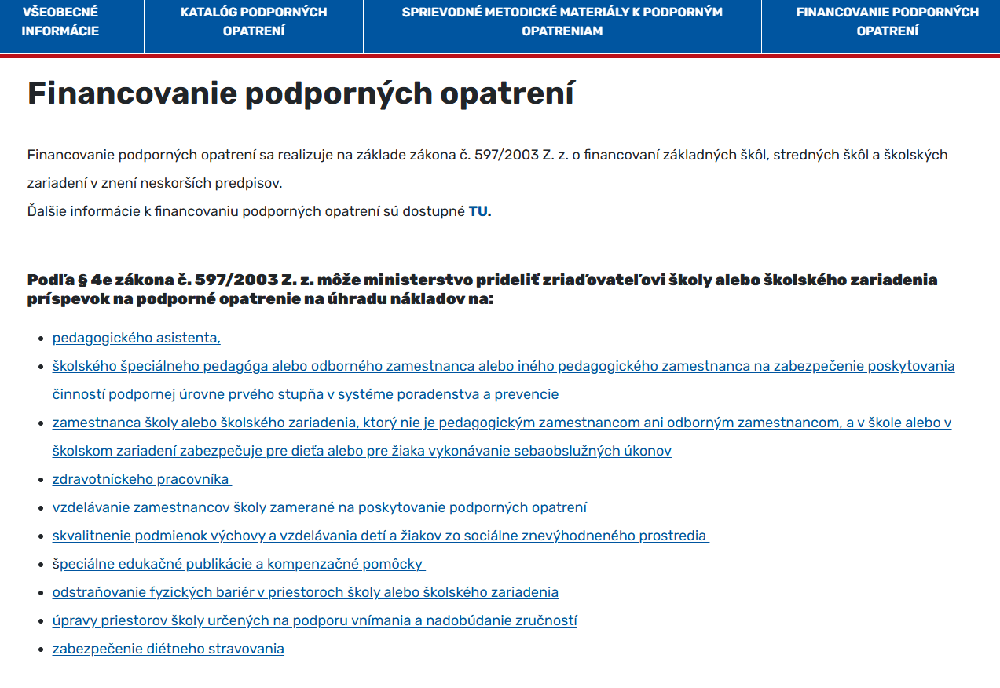 VŠEOBECNÉ
INFORMÁCIE
KATALÓG PODPORNÝCH
OPATRENÍ
SPRIEVODNÉ METODICKÉ MATERIÁLY K PODPORNÝM
OPATRENIAM
FINANCOVANIE PODPORNÝCH
OPATRENÍ
Financovanie podporných opatrení
Financovanie podporných opatrení sa realizuje na základe zákona č. 597/2003 Z. z. o financovaní základných škôl, stredných škôl a školských
zariadení v znení neskorších predpisov.
Ďalšie informácie k financovaniu podporných opatrení sú dostupné TU.
Podľa § 4e zákona č. 597/2003 Z. z. môže ministerstvo prideliť zriaďovateľovi školy alebo školského zariadenia
príspevok na podporné opatrenie na úhradu nákladov na:
• pedagogického asistenta,
• školského špeciálneho pedagóga alebo odborného zamestnanca alebo iného pedagogického zamestnanca na zabezpečenie poskytovania
činností podpornej úrovne prvého stupňa v systéme poradenstva a prevencie
• zamestnanca školy alebo školského zariadenia, ktorý nie je pedagogickým zamestnancom ani odborným zamestnancom, a v škole alebo v
školskom zariadení zabezpečuje pre dieťa alebo pre žiaka vykonávanie sebaobslužných úkonov
• zdravotníckeho pracovníka
• vzdelávanie zamestnancov školy zamerané na poskytovanie podporných opatrení
• skvalitnenie podmienok výchovy a vzdelávania detí a žiakov zo sociálne znevýhodneného prostredia
• špeciálne edukačné publikácie a kompenzačné pomôcky
• odstraňovanie fyzických bariér v priestoroch školy alebo školského zariadenia
• úpravy priestorov školy určených na podporu vnímania a nadobúdanie zručností
• zabezpečenie diétneho stravovania